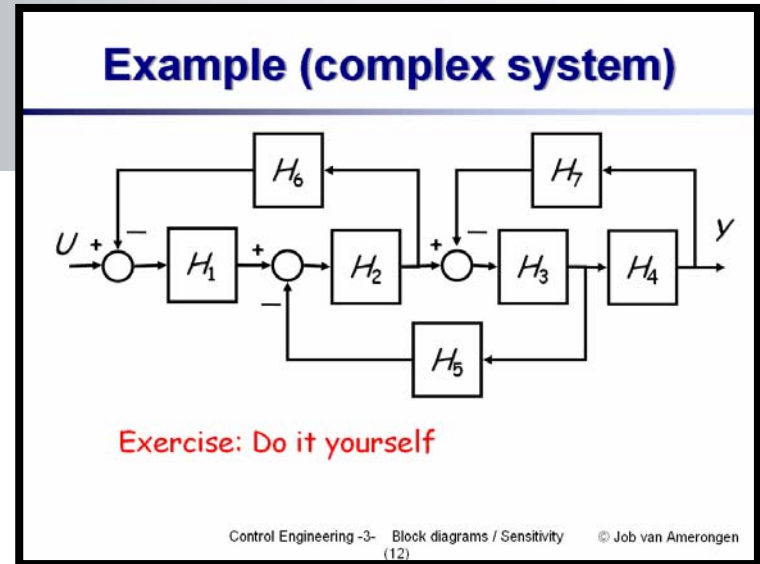 Example (complex system)
H₆
H₇
U + − H₁ + − H₂ + − H₃ H₄ y
H₅
Exercise: Do it yourself
Control Engineering -3- Block diagrams / Sensitivity © Job van Amerongen
(12)